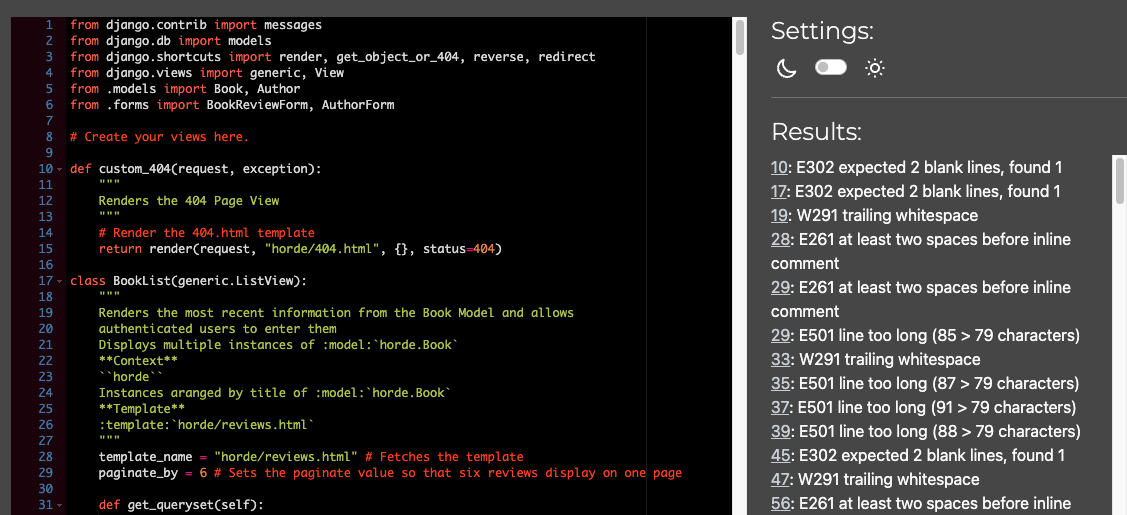 1 from django.contrib import messages
2 from django.db import models
3 from django.shortcuts import render, get_object_or_404, reverse, redirect
4 from django.views import generic, View
5 from .models import Book, Author
6 from .forms import BookReviewForm, AuthorForm
7
8 # Create your views here.
9
10 def custom_404(request, exception):
11 """
12 Renders the 404 Page View
13 """
14 # Render the 404.html template
15 return render(request, "horde/404.html", {}, status=404)
16
17 class BookList(generic.ListView):
18 """
19 Renders the most recent information from the Book Model and allows
20 authenticated users to enter them
21 Displays multiple instances of :model:`horde.Book`
22 **Context**
23 ``horde``
24 Instances aranged by title of :model:`horde.Book`
25 **Template**
26 :template:`horde/reviews.html`
27 """
28 template_name = "horde/reviews.html" # Fetches the template
29 paginate_by = 6 # Sets the paginate value so that six reviews display on one page
30
31 def get_queryset(self):
Settings:
Results:
10: E302 expected 2 blank lines, found 1
17: E302 expected 2 blank lines, found 1
19: W291 trailing whitespace
28: E261 at least two spaces before inline
comment
29: E261 at least two spaces before inline
comment
29: E501 line too long (85 > 79 characters)
33: W291 trailing whitespace
35: E501 line too long (87 > 79 characters)
37: E501 line too long (91 > 79 characters)
39: E501 line too long (88 > 79 characters)
45: E302 expected 2 blank lines, found 1
47: W291 trailing whitespace
56: E261 at least two spaces before inline